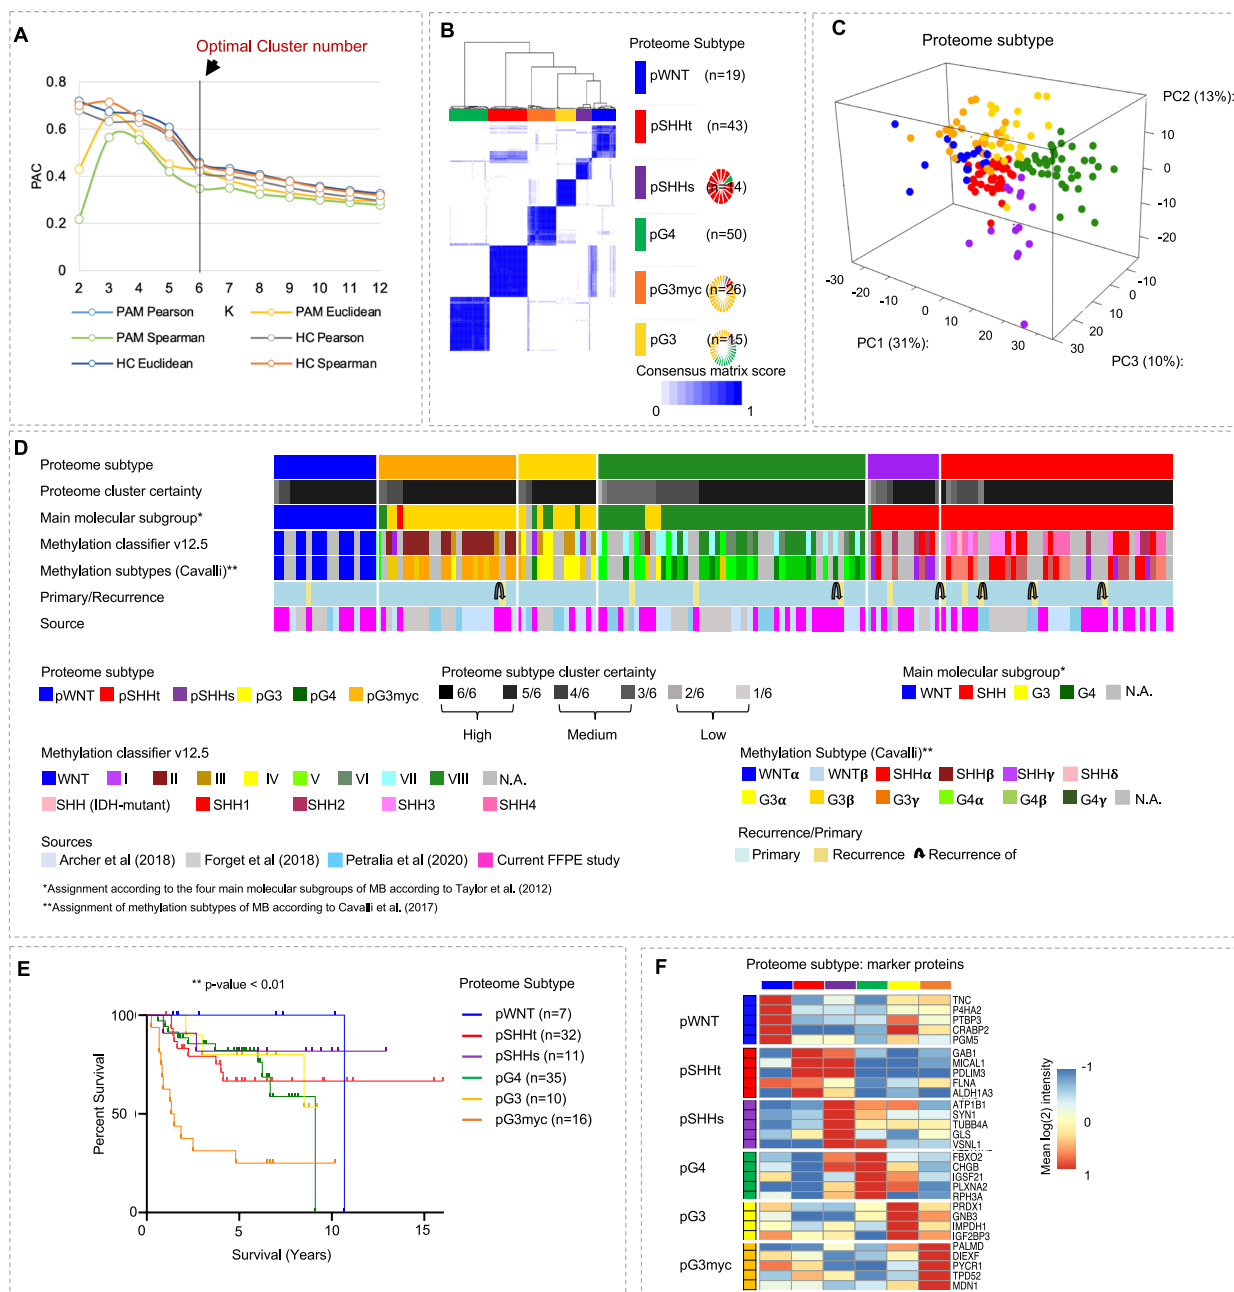 A
Optimal Cluster number
0.8
0.6
0.4
0.2
0
PAC
2 3 4 5 6 7 8 9 10 11 12
K
PAM Pearson
PAM Euclidean
PAM Spearman
HC Pearson
HC Euclidean
HC Spearman
B
Proteome Subtype
pWNT (n=19)
pSHHt (n=43)
pSHHs (n=14)
pG4 (n=50)
pG3myc (n=26)
pG3 (n=15)
Consensus matrix score
0 1
C
Proteome subtype
PC2 (13%):
10
0
-10
-20
-30 -20 -10 0 10 20 30
PC1 (31%):
-10
0
10
20
30
PC3 (10%):
D
Proteome subtype
Proteome cluster certainty
Main molecular subgroup*
Methylation classifier v12.5
Methylation subtypes (Cavalli)**
Primary/Recurrence
Source
Proteome subtype
pWNT pSHHt pSHHs pG3 pG4 pG3myc
Proteome subtype cluster certainty
6/6 5/6 4/6 3/6 2/6 1/6
High Medium Low
Main molecular subgroup*
WNT SHH G3 G4 N.A.
Methylation classifier v12.5
WNT I II III IV V VI VII VIII N.A.
SHH (IDH-mutant) SHH1 SHH2 SHH3 SHH4
Methylation Subtype (Cavalli)**
WNTα WNTβ SHHα SHHβ SHHγ SHHδ
G3α G3β G3γ G4α G4β G4γ N.A.
Sources
Archer et al (2018) Forget et al (2018) Petralia et al (2020) Current FFPE study
Recurrence/Primary
Primary Recurrence Recurrence of
*Assignment according to the four main molecular subgroups of MB according to Taylor et al. (2012)
**Assignment of methylation subtypes of MB according to Cavalli et al. (2017)
E
** p-value < 0.01
100
50
0
Percent Survival
0 5 10 15
Survival (Years)
Proteome Subtype
pWNT (n=7)
pSHHt (n=32)
pSHHs (n=11)
pG4 (n=35)
pG3 (n=10)
pG3myc (n=16)
F
Proteome subtype: marker proteins
pWNT
TNC
P4HA2
PTBP3
CRABP2
PGM5
pSHHt
GAB1
MICAL1
PDLIM3
FLNA
ALDH1A3
pSHHs
ATP1B1
SYN1
TUBB4A
GLS
VSNL1
pG4
FBXO2
CHGB
IGSF21
PLXNA2
RPH3A
pG3
PRDX1
GNB3
IMPDH1
IGF2BP3
pG3myc
PALMD
DIEXF
PYCR1
TPD52
MDN1
Mean log(2) intensity
-1
0
1